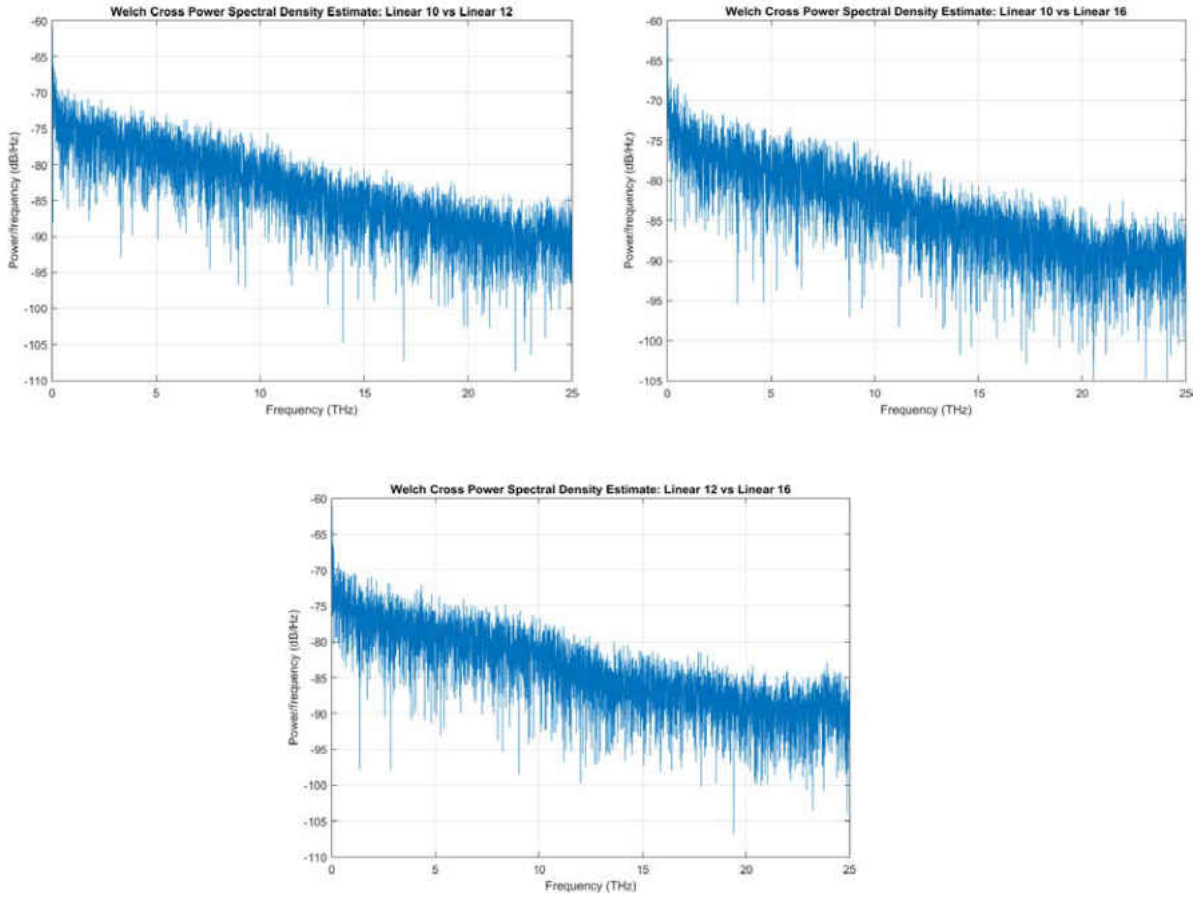 Welch Cross Power Spectral Density Estimate: Linear 10 vs Linear 12
-60
-65
-70
-75
-80
-85
-90
-95
-100
-105
-110
Power/frequency (dB/Hz)
0 5 10 15 20 25
Frequency (THz)
Welch Cross Power Spectral Density Estimate: Linear 10 vs Linear 16
-60
-65
-70
-75
-80
-85
-90
-95
-100
-105
Power/frequency (dB/Hz)
0 5 10 15 20 25
Frequency (THz)
Welch Cross Power Spectral Density Estimate: Linear 12 vs Linear 16
-60
-65
-70
-75
-80
-85
-90
-95
-100
-105
-110
Power/frequency (dB/Hz)
0 5 10 15 20 25
Frequency (THz)